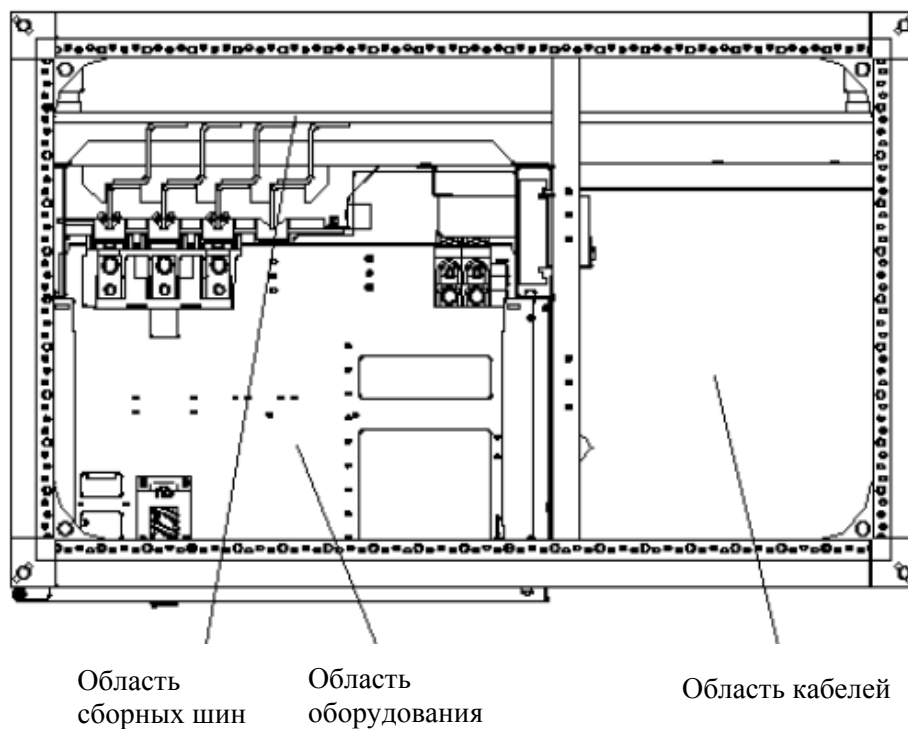 Область
сборных шин
Область
оборудования
Область кабелей